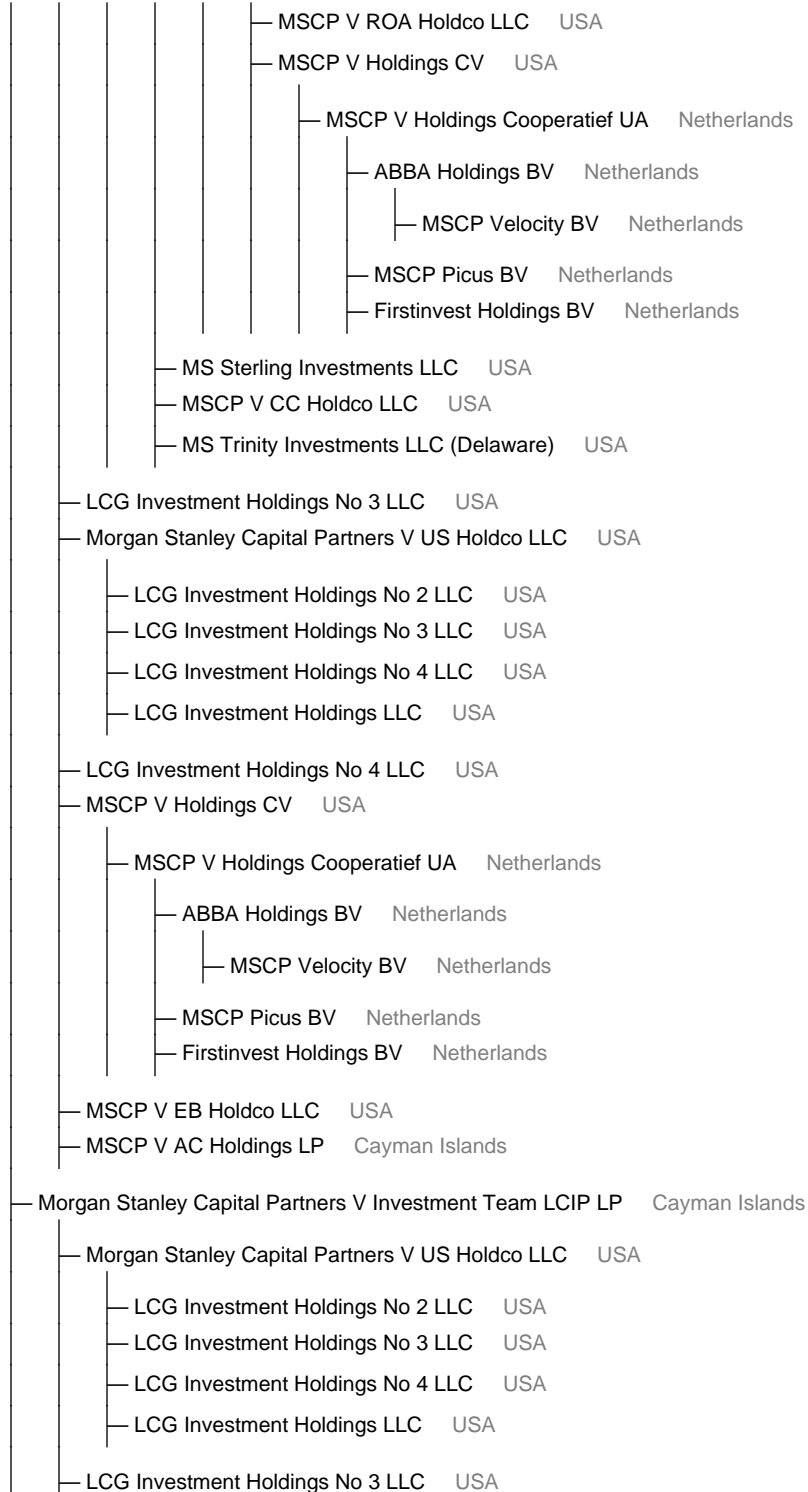 MSCP V ROA Holdco LLC USA
MSCP V Holdings CV USA
MSCP V Holdings Cooperatief UA Netherlands
ABBA Holdings BV Netherlands
MSCP Velocity BV Netherlands
MSCP Picus BV Netherlands
Firstinvest Holdings BV Netherlands
MS Sterling Investments LLC USA
MSCP V CC Holdco LLC USA
MS Trinity Investments LLC (Delaware) USA
LCG Investment Holdings No 3 LLC USA
Morgan Stanley Capital Partners V US Holdco LLC USA
LCG Investment Holdings No 2 LLC USA
LCG Investment Holdings No 3 LLC USA
LCG Investment Holdings No 4 LLC USA
LCG Investment Holdings LLC USA
LCG Investment Holdings No 4 LLC USA
MSCP V Holdings CV USA
MSCP V Holdings Cooperatief UA Netherlands
ABBA Holdings BV Netherlands
MSCP Velocity BV Netherlands
MSCP Picus BV Netherlands
Firstinvest Holdings BV Netherlands
MSCP V EB Holdco LLC USA
MSCP V AC Holdings LP Cayman Islands
Morgan Stanley Capital Partners V Investment Team LCIP LP Cayman Islands
Morgan Stanley Capital Partners V US Holdco LLC USA
LCG Investment Holdings No 2 LLC USA
LCG Investment Holdings No 3 LLC USA
LCG Investment Holdings No 4 LLC USA
LCG Investment Holdings LLC USA
LCG Investment Holdings No 3 LLC USA